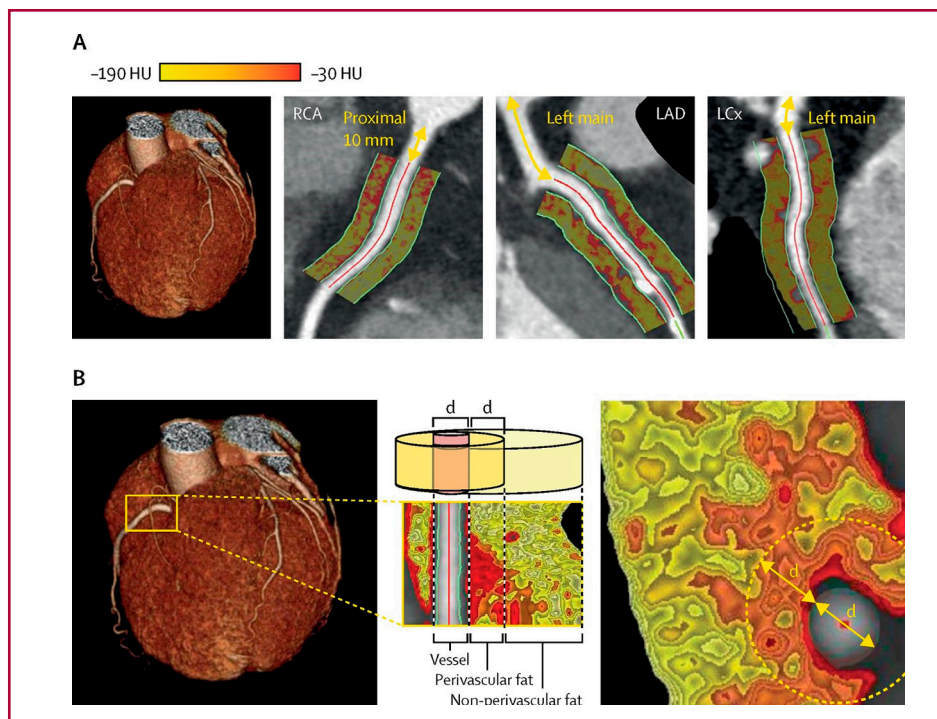 A
–190 HU
–30 HU
RCA
Proximal
10 mm
Left main
LAD
LCx
Left main
B
d
d
Vessel
Perivascular fat
Non-perivascular fat
d
d